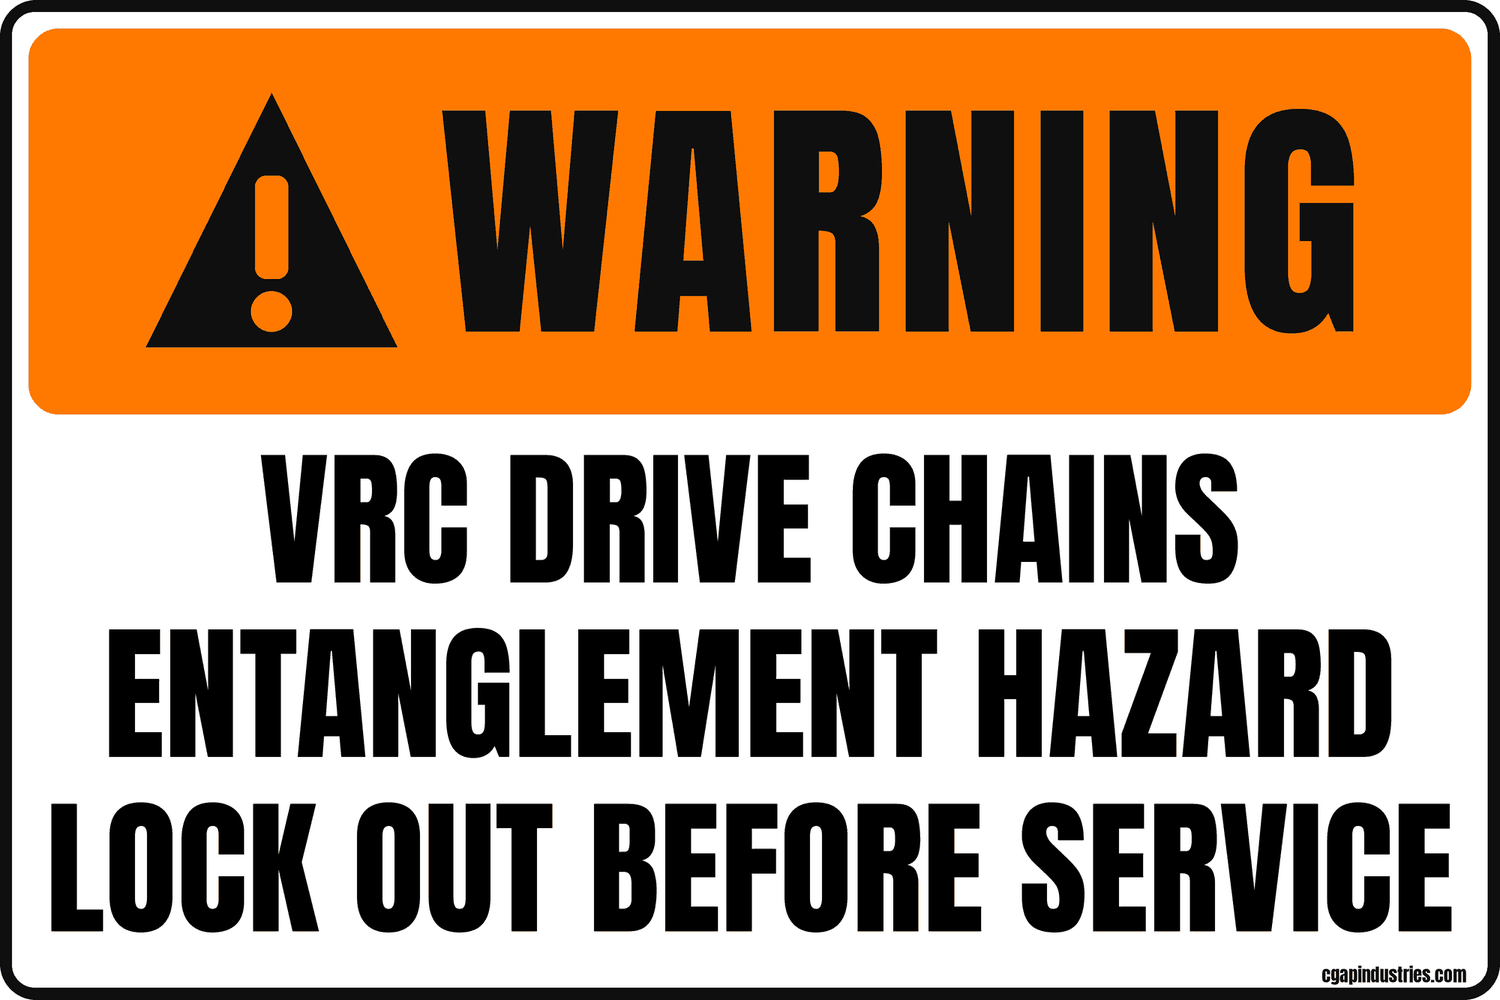 WARNING
VRC DRIVE CHAINS
ENTANGLEMENT HAZARD
LOCK OUT BEFORE SERVICE
cgapindustries.com